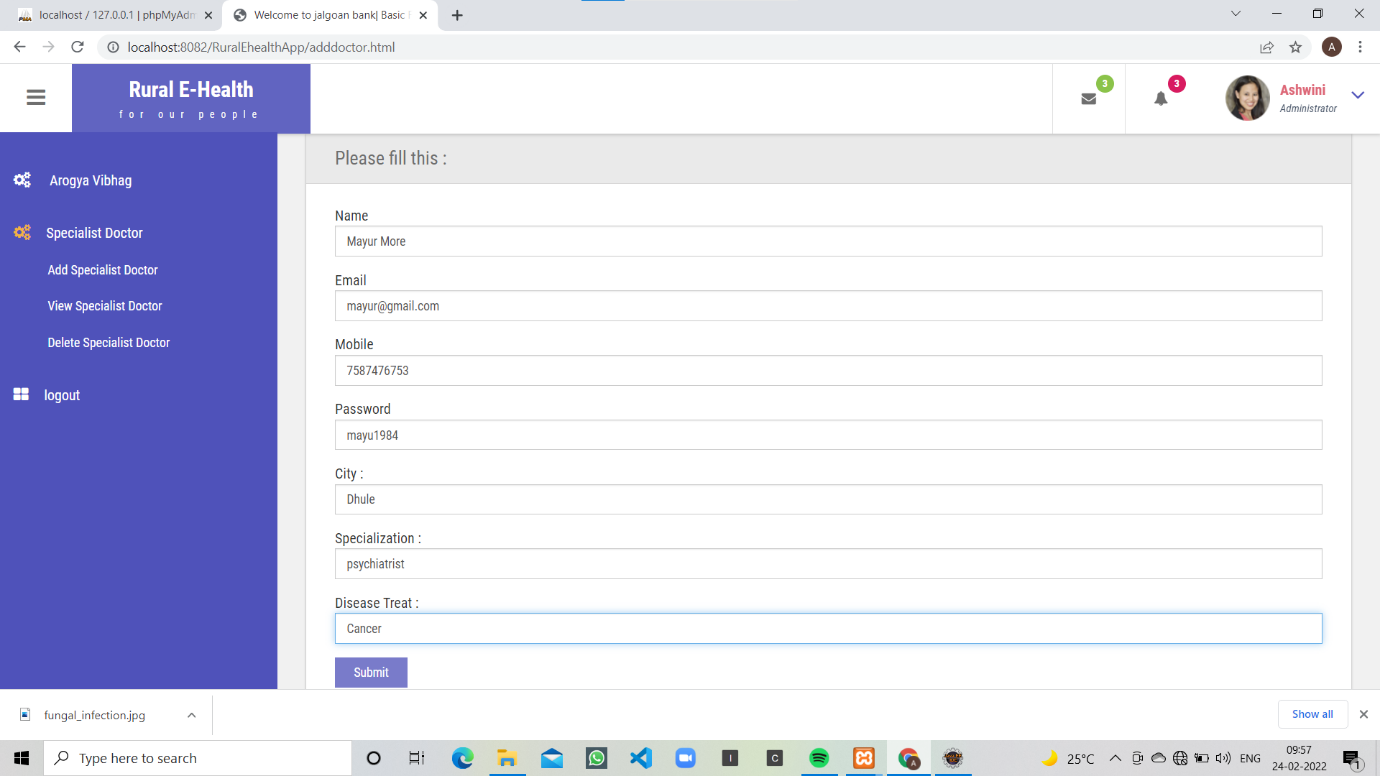 localhost / 127.0.0.1 | phpMyAdn
Welcome to jalgoan bank| Basic
localhost:8082/RuralEhealthApp/adddoctor.html
A
Rural E-Health
for our people
3
3
Ashwini
Administrator
Arogya Vibhag
Specialist Doctor
Add Specialist Doctor
View Specialist Doctor
Delete Specialist Doctor
logout
Please fill this :
Name
Mayur More
Email
mayur@gmail.com
Mobile
7587476753
Password
mayu1984
City :
Dhule
Specialization :
psychiatrist
Disease Treat :
Cancer
Submit
fungal_infection.jpg
Show all
Type here to search
I
C
A
25°C
ENG
09:57
24-02-2022
1